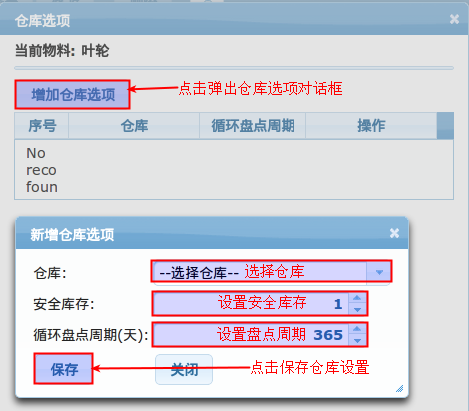 仓库选项
当前物料: 叶轮
增加仓库选项 点击弹出仓库选项对话框
序号 仓库 循环盘点周期 操作
No
reco
foun
新增仓库选项
仓库: --选择仓库-- 选择仓库
安全库存: 设置安全库存 1
循环盘点周期(天): 设置盘点周期 365
保存 关闭 点击保存仓库设置